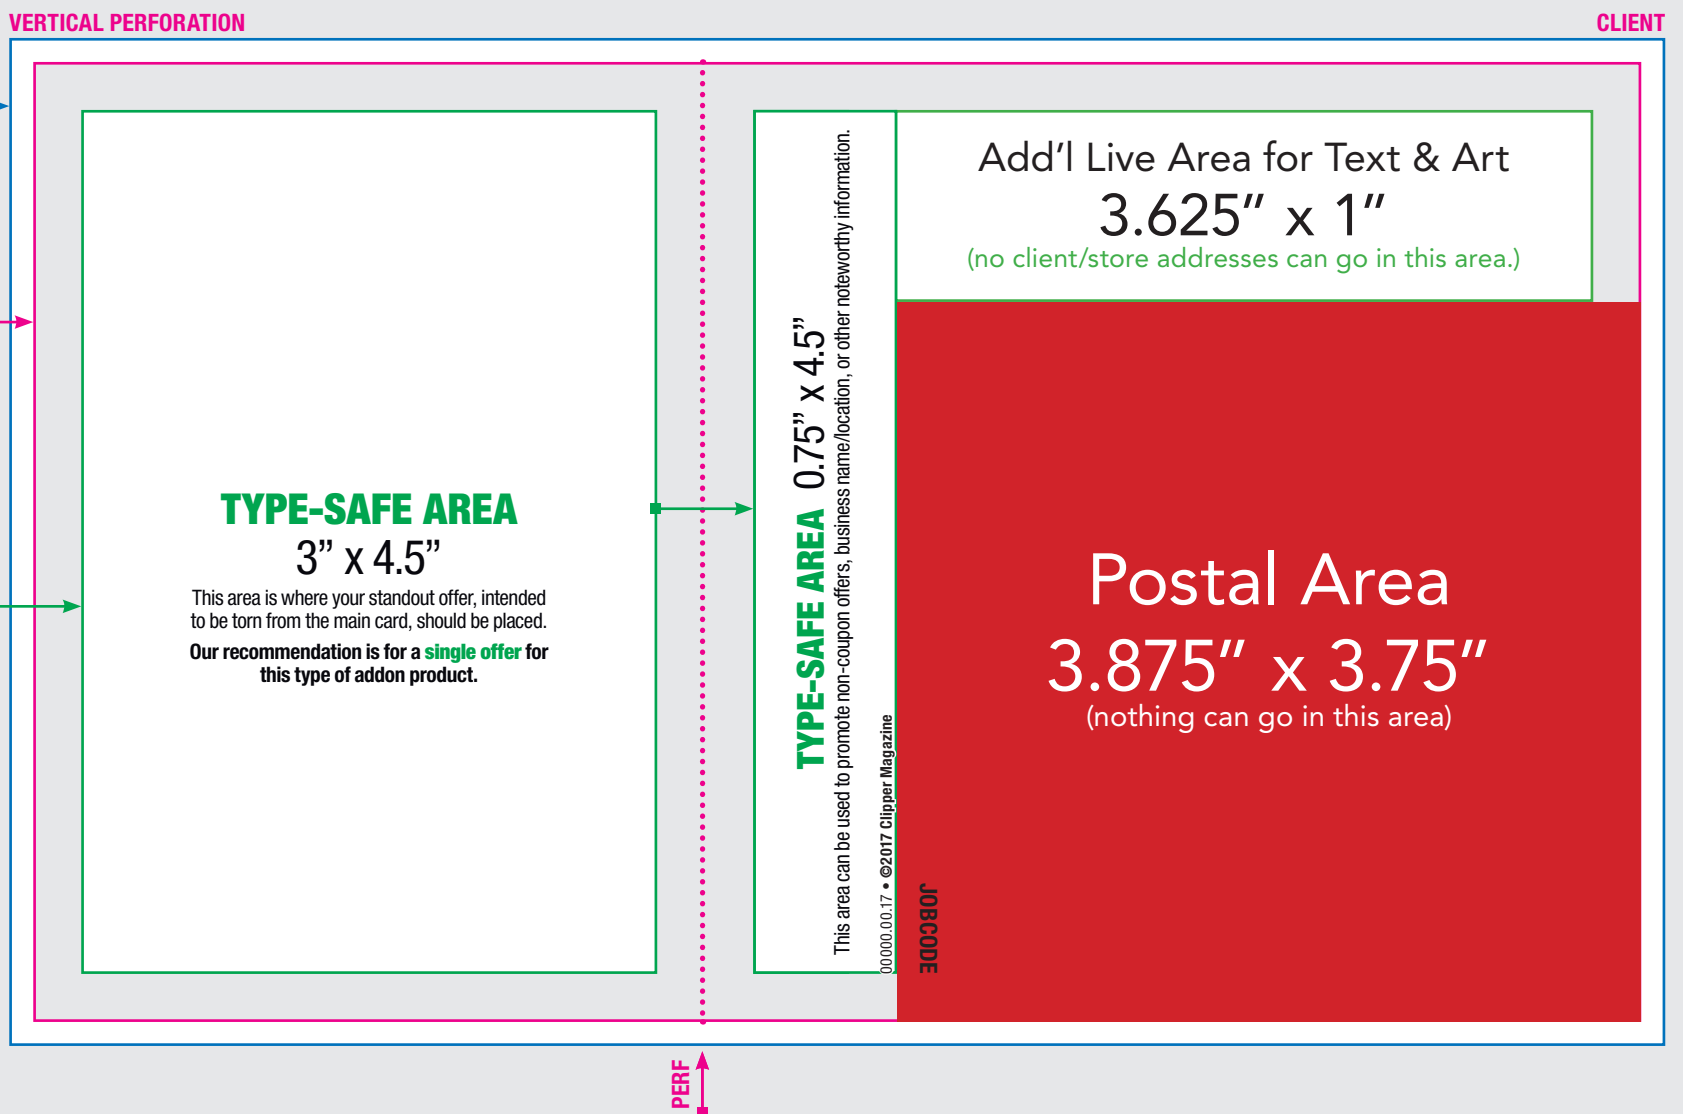 VERTICAL PERFORATION
CLIENT
TYPE-SAFE AREA
3” x 4.5”
This area is where your standout offer, intended
to be torn from the main card, should be placed.
Our recommendation is for a single offer for
this type of addon product.
TYPE-SAFE AREA 0.75” x 4.5”
This area can be used to promote non-coupon offers, business name/location, or other noteworthy information.
00000.00.17 • ©2017 Clipper Magazine
JOBCODE
Add’l Live Area for Text & Art
3.625” x 1”
(no client/store addresses can go in this area.)
Postal Area
3.875” x 3.75”
(nothing can go in this area)
PERF